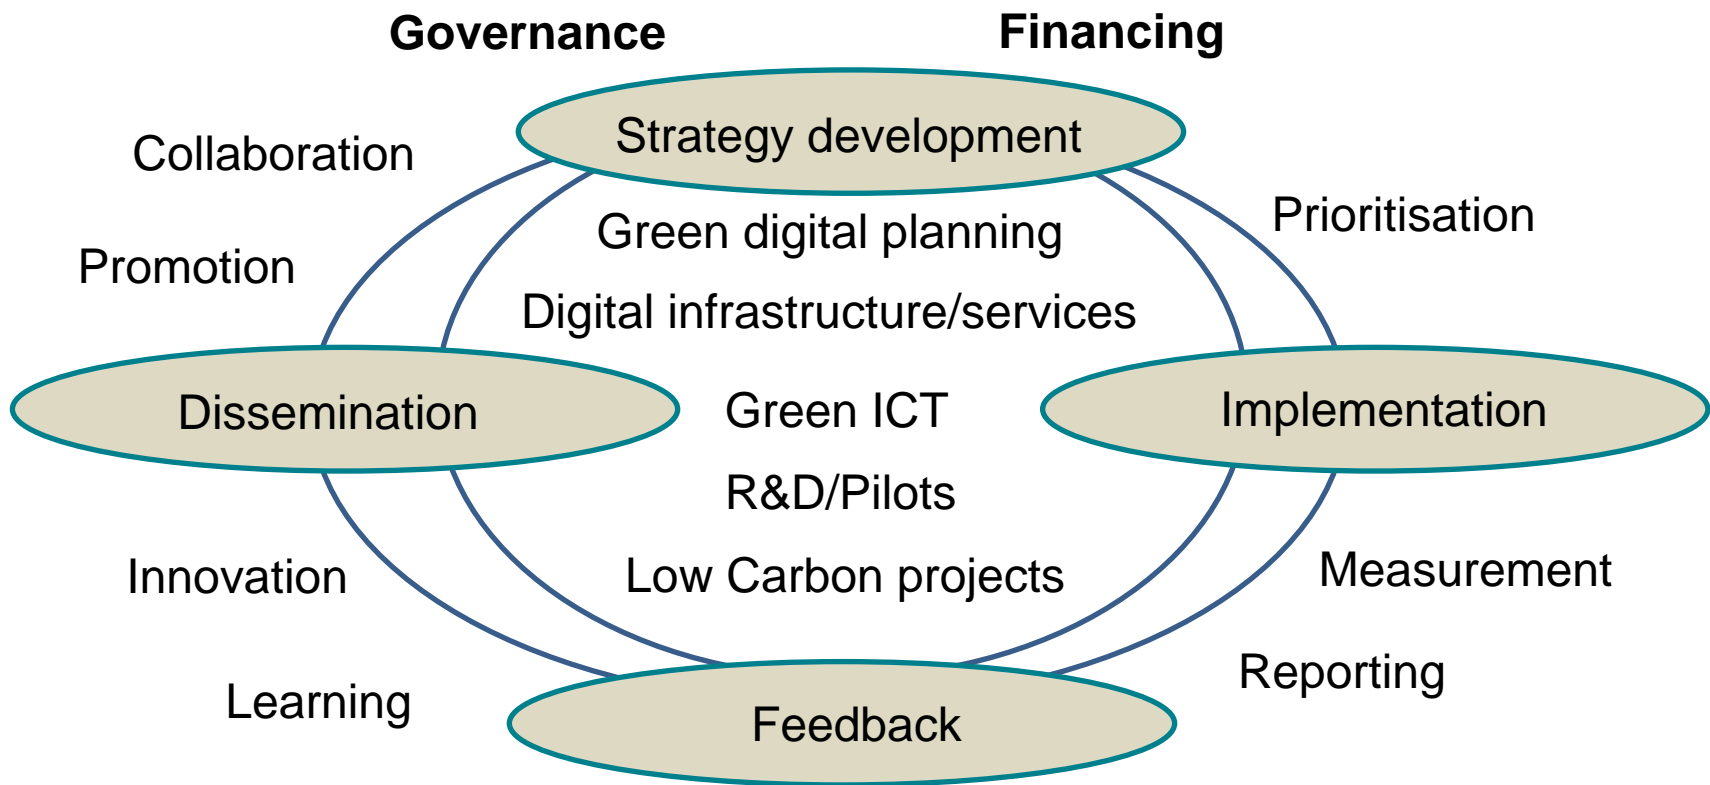 Governance
Financing
Strategy development
Collaboration
Prioritisation
Green digital planning
Promotion
Digital infrastructure/services
Dissemination
Green ICT
Implementation
R&D/Pilots
Innovation
Low Carbon projects
Measurement
Learning
Reporting
Feedback